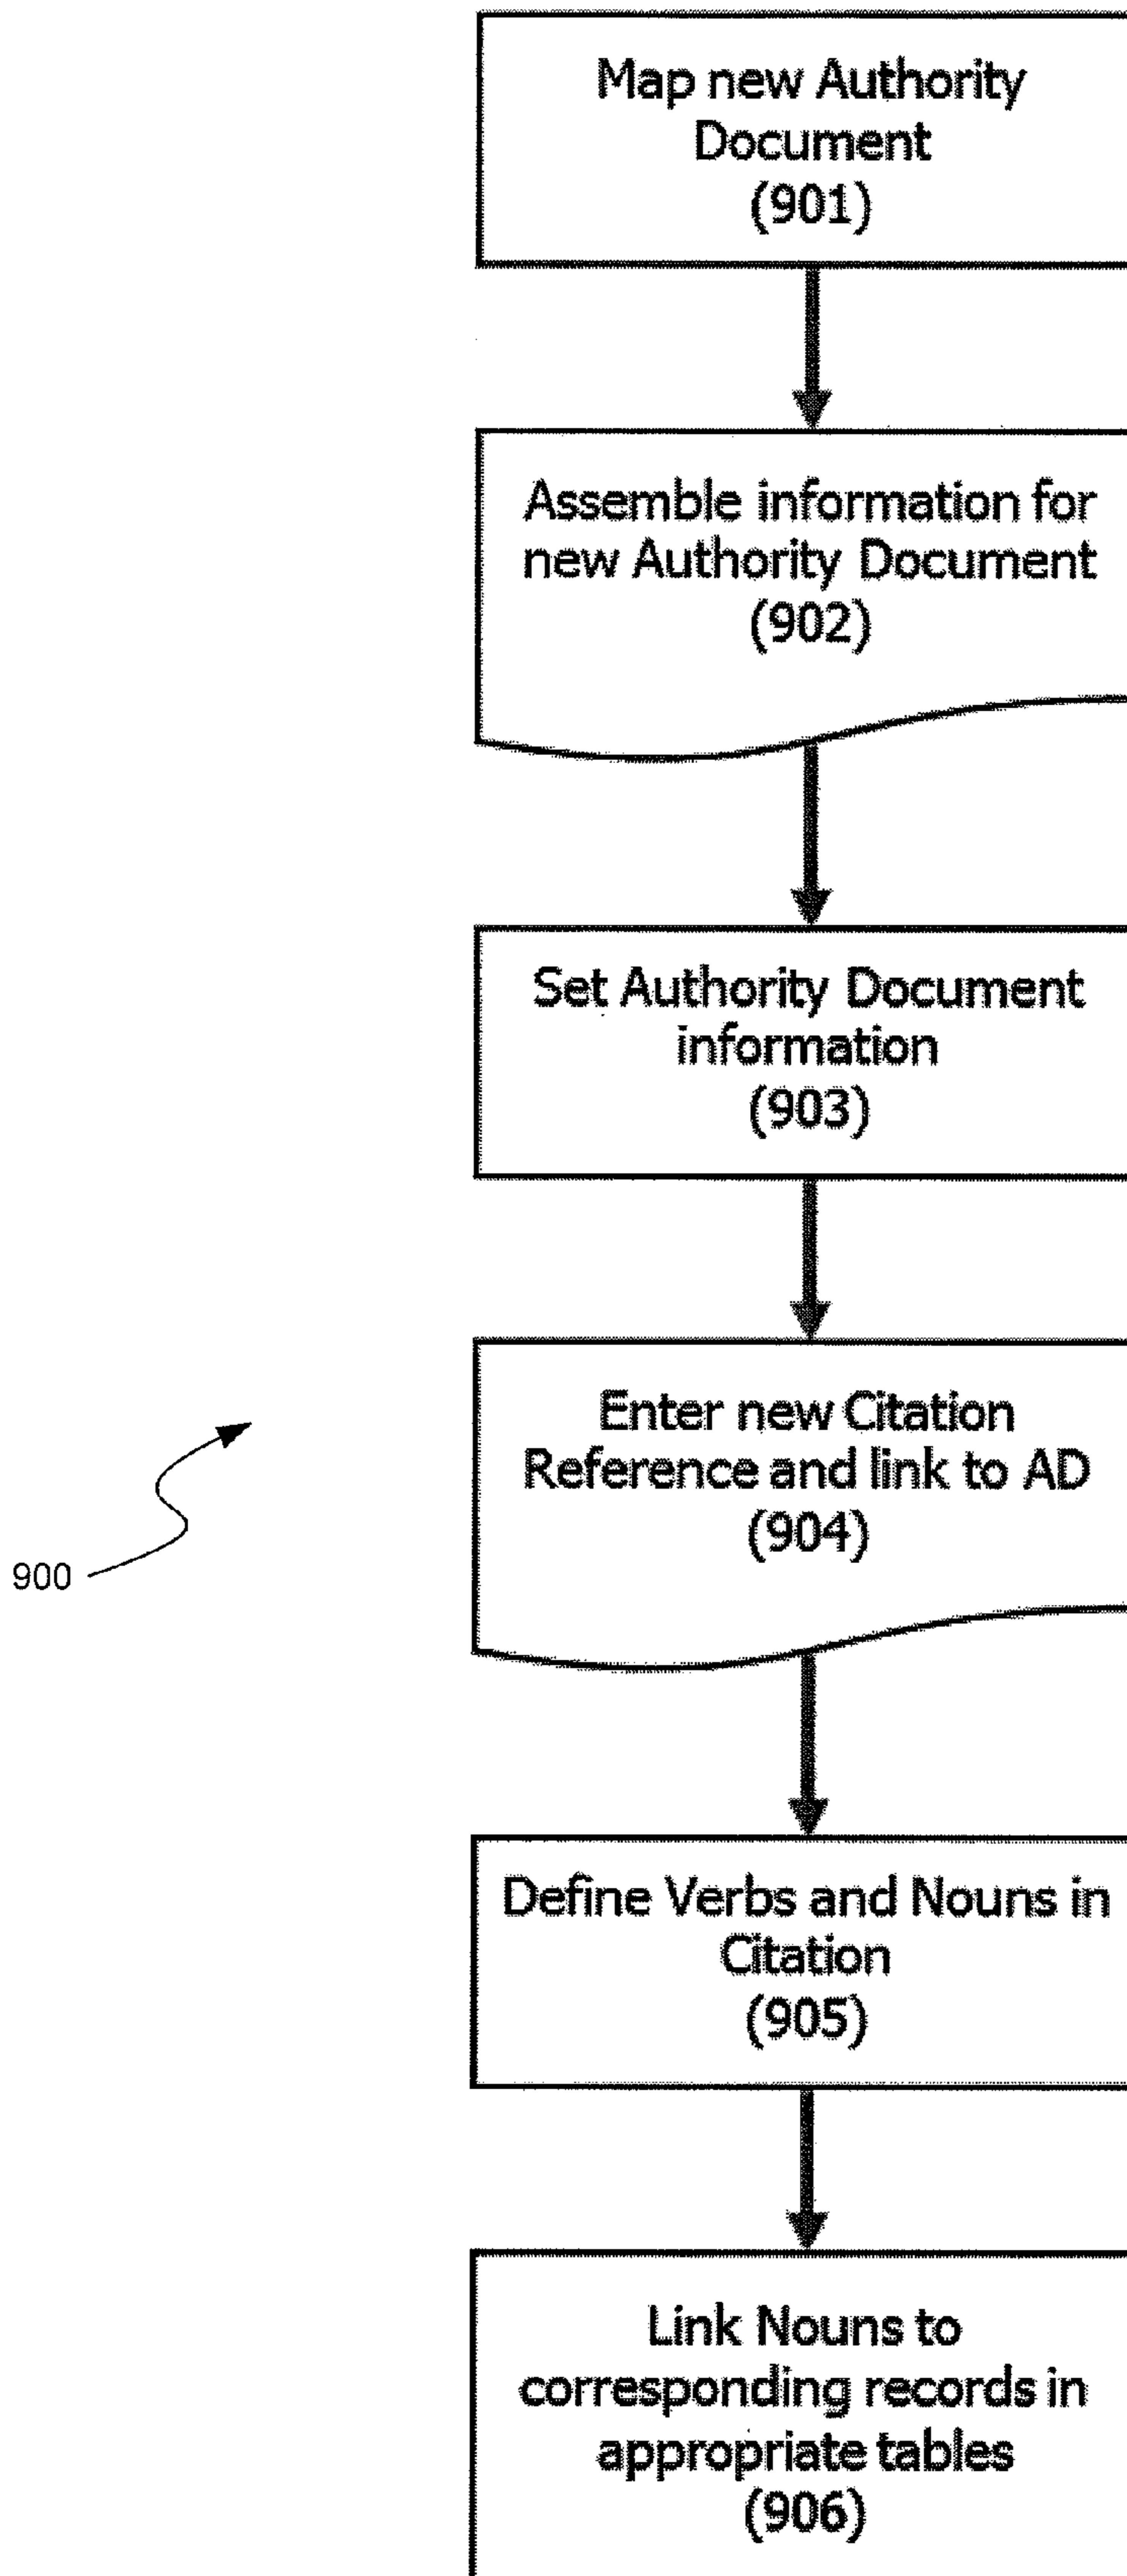 Map new Authority
Document
(901)
Assemble information for
new Authority Document
(902)
Set Authority Document
information
(903)
Enter new Citation
Reference and link to AD
(904)
900
Define Verbs and Nouns in
Citation
(905)
Link Nouns to
corresponding records in
appropriate tables
(906)